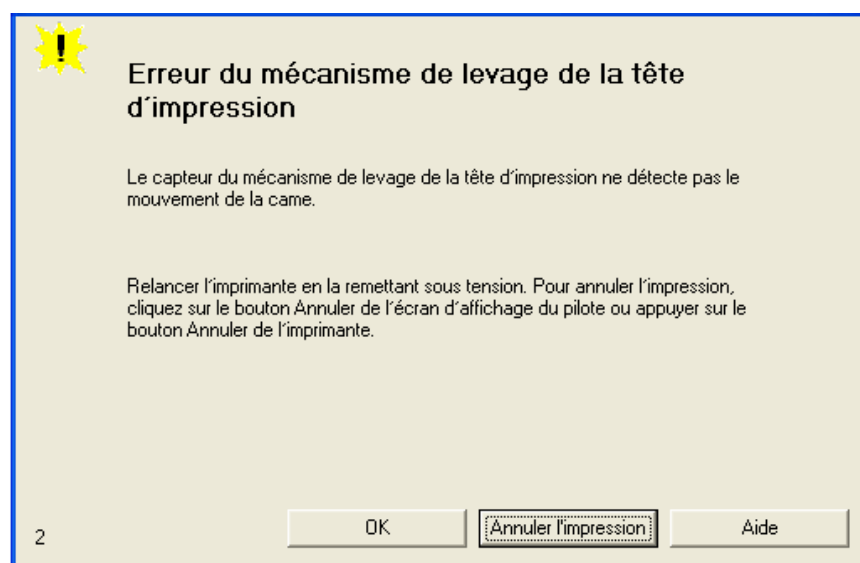 Erreur du mécanisme de levage de la tête
d´impression
Le capteur du mécanisme de levage de la tête d´impression ne détecte pas le
mouvement de la came.
Relancer l´imprimante en la remettant sous tension. Pour annuler l´impression,
cliquez sur le bouton Annuler de l´écran d´affichage du pilote ou appuyer sur le
bouton Annuler de l´imprimante.
2
OK
Annuler l'impression
Aide